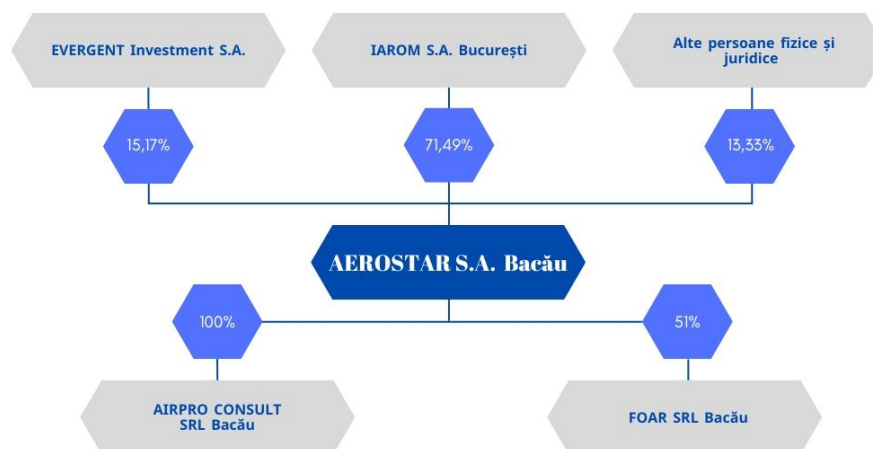 EVERGENT Investment S.A.
IAROM S.A. București
Alte persoane fizice și
juridice
15,17%
71,49%
13,33%
AEROSTAR S.A. Bacău
100%
51%
AIRPRO CONSULT
SRL Bacău
FOAR SRL Bacău